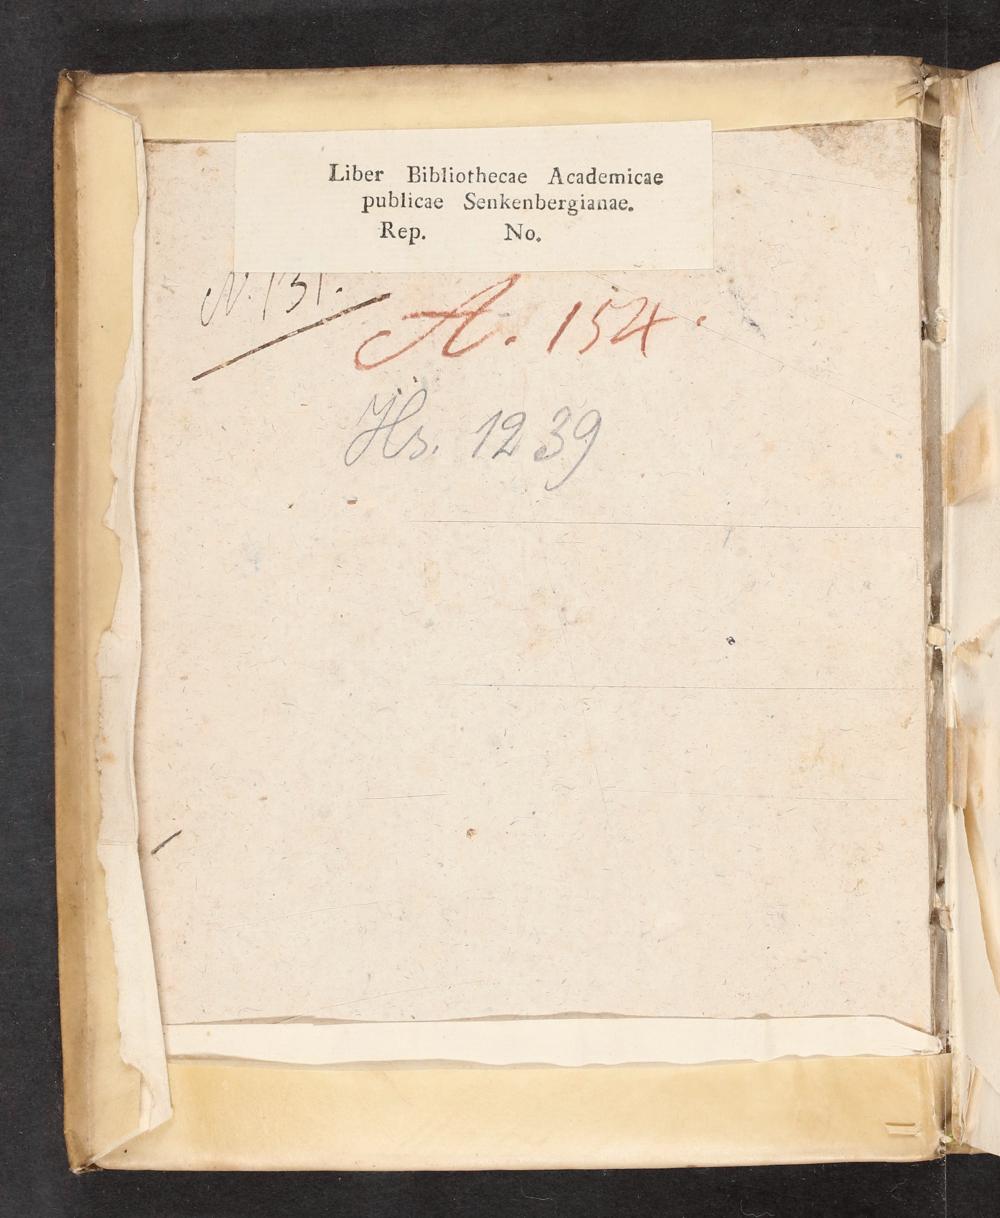 Liber Bibliothecae Academicae
publicae Senkenbergianae.
Rep. No.
N. 131.
A. 154.
Hs. 1239